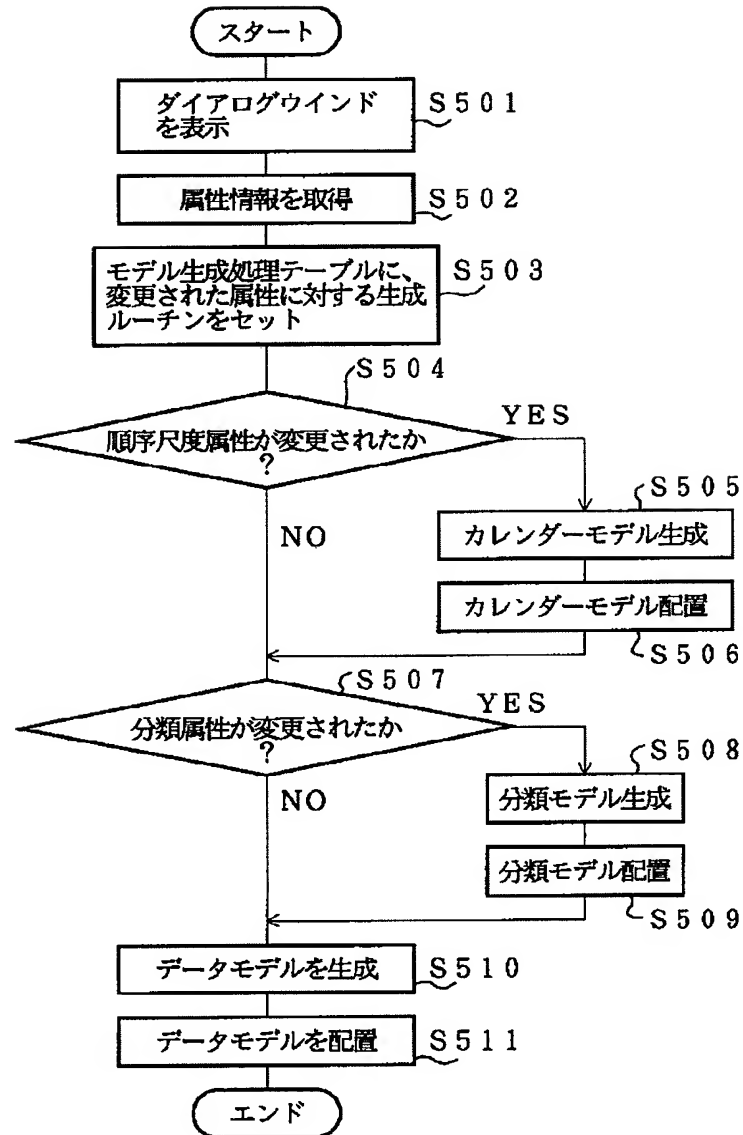 スタート
ダイアログウインド
を表示
S501
属性情報を取得
S502
モデル生成処理テーブルに、
変更された属性に対する生成
ルーチンをセット
S503
S504
順序尺度属性が変更されたか
?
YES
NO
S505
カレンダーモデル生成
カレンダーモデル配置
S506
S507
分類属性が変更されたか
?
YES
NO
S508
分類モデル生成
分類モデル配置
S509
データモデルを生成
S510
データモデルを配置
S511
エンド